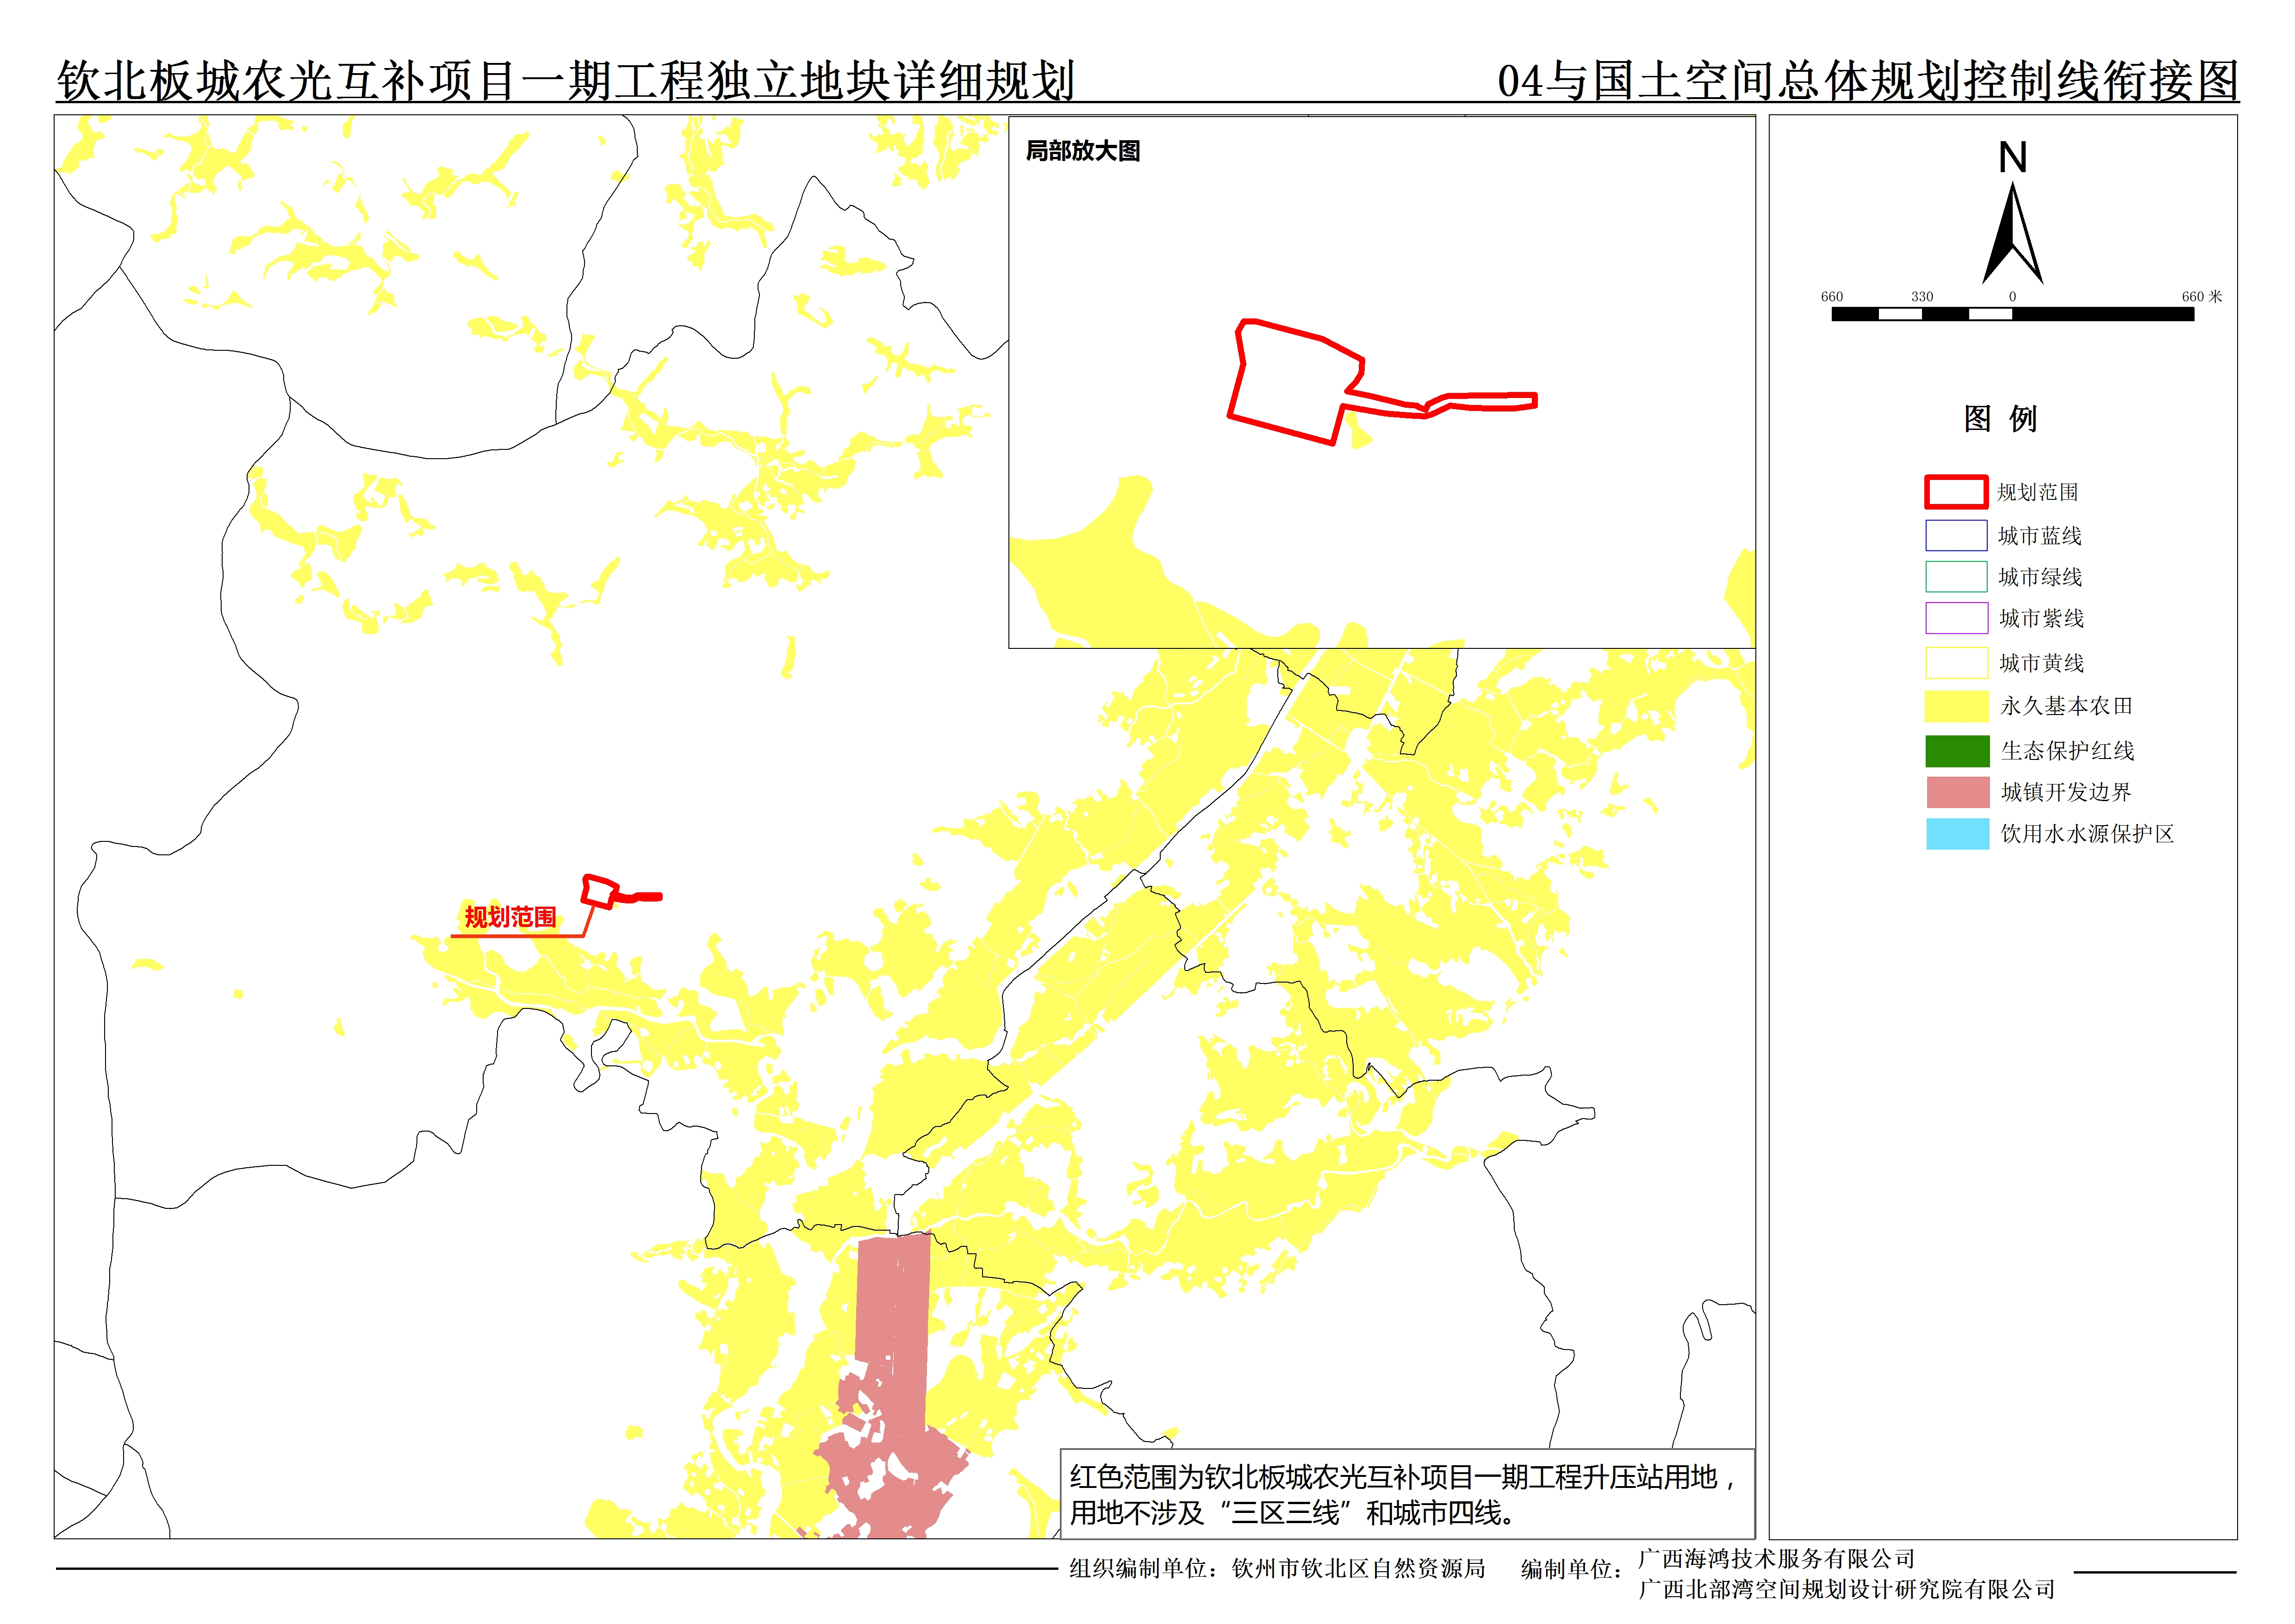 钦北板城农光互补项目一期工程独立地块详细规划
04与国土空间总体规划控制线衔接图
局部放大图
N
660 330 0 660 米
图 例
规划范围
城市蓝线
城市绿线
城市紫线
城市黄线
永久基本农田
生态保护红线
城镇开发边界
饮用水水源保护区
规划范围
红色范围为钦北板城农光互补项目一期工程升压站用地，
用地不涉及“三区三线”和城市四线。
组织编制单位：钦州市钦北区自然资源局
编制单位：
广西海鸿技术服务有限公司
广西北部湾空间规划设计研究院有限公司